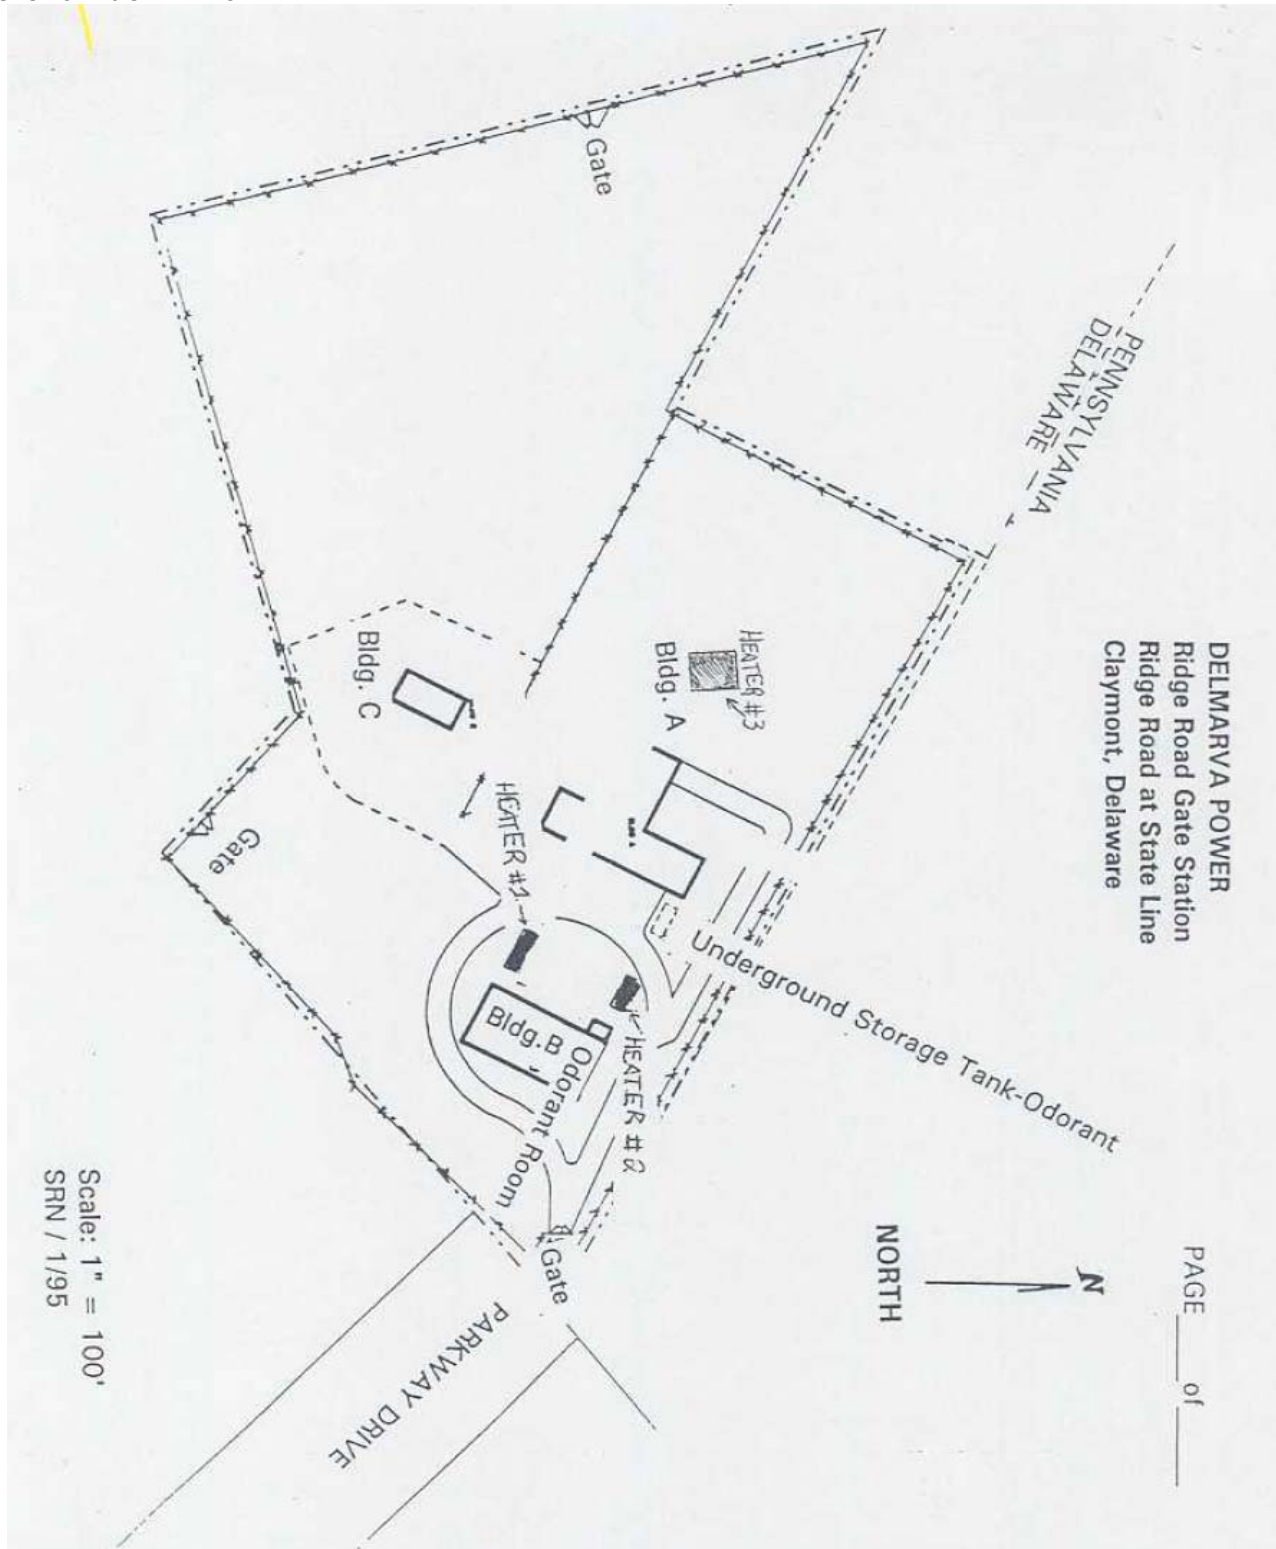 DELMARVA POWER
Ridge Road Gate Station
Ridge Road at State Line
Claymont, Delaware
PAGE ____ of ____
PENNSYLVANIA
DELAWARE
Gate
HEATER #3
Bldg. A
Bldg. C
HEATER #1
Gate
Underground Storage Tank-Odorant
Bldg. B
Odorant Room
HEATER #2
N
NORTH
Gate
PARKWAY DRIVE
Scale: 1" = 100'
SRN / 1/95